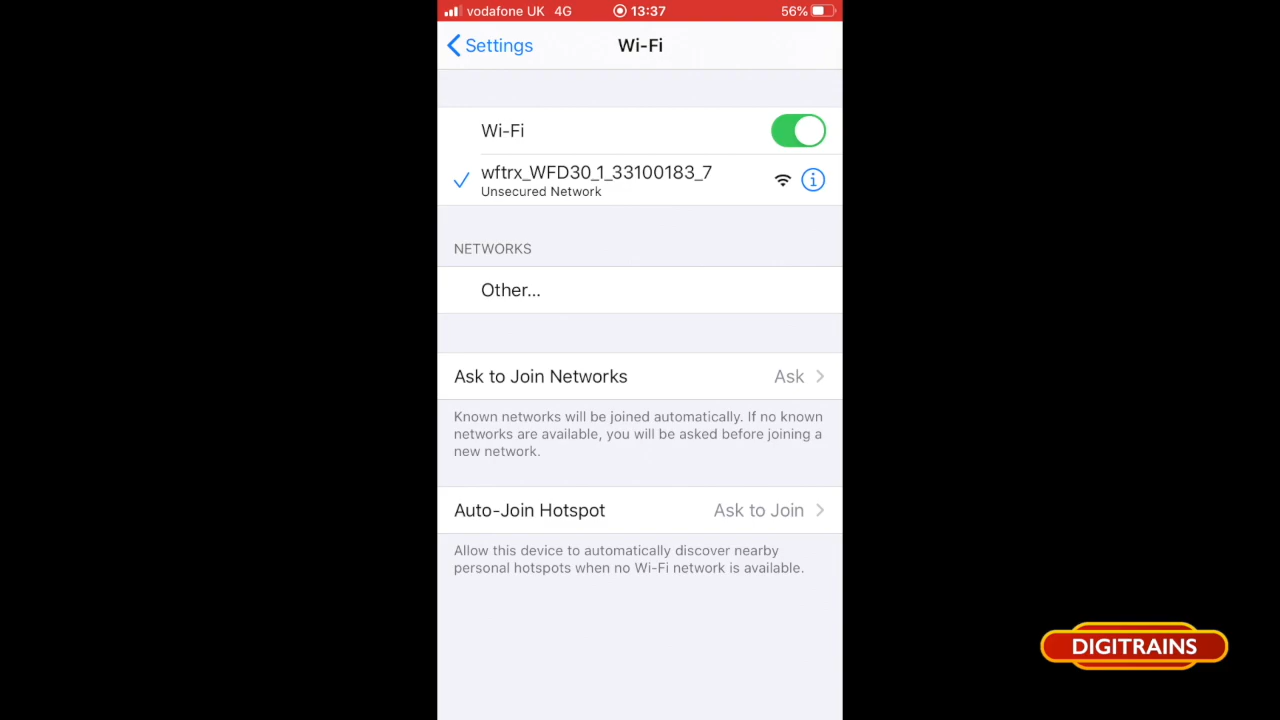 vodafone UK 4G 13:37 56%
Settings Wi-Fi
Wi-Fi
wftrx_WFD30_1_33100183_7
Unsecured Network
NETWORKS
Other...
Ask to Join Networks Ask
Known networks will be joined automatically. If no known
networks are available, you will be asked before joining a
new network.
Auto-Join Hotspot Ask to Join
Allow this device to automatically discover nearby
personal hotspots when no Wi-Fi network is available.
DIGITRAINS